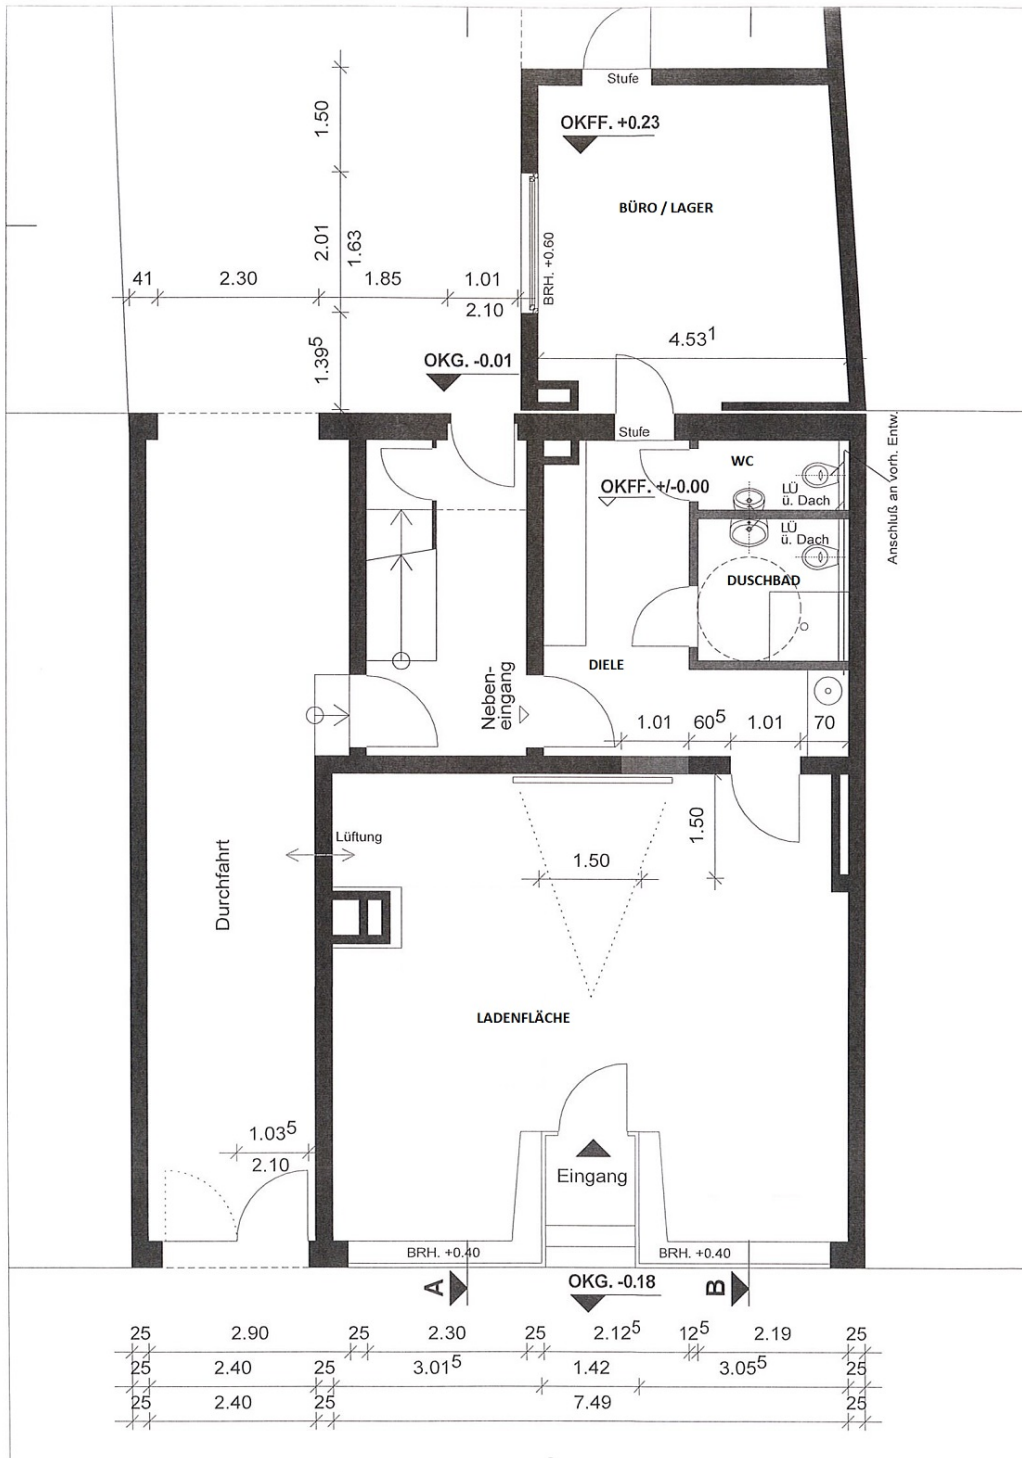 Stufe
OKFF. +0.23
1.50
BÜRO / LAGER
2.01
1.63
BRH. +0.60
41
2.30
1.85
1.01
2.10
4.53¹
1.39⁵
OKG. -0.01
Stufe
WC
Anschluß an vorh. Entw.
OKFF. +/-0.00
LÜ
ü. Dach
LÜ
ü. Dach
DUSCHBAD
DIELE
Neben-
eingang
1.01
60⁵
1.01
70
Lüftung
1.50
1.50
Durchfahrt
LADENFLÄCHE
1.03⁵
2.10
Eingang
BRH. +0.40
BRH. +0.40
A
OKG. -0.18
B
25
2.90
25
2.30
25
2.12⁵
12⁵
2.19
25
25
2.40
25
3.01⁵
1.42
3.05⁵
25
25
2.40
25
7.49
25